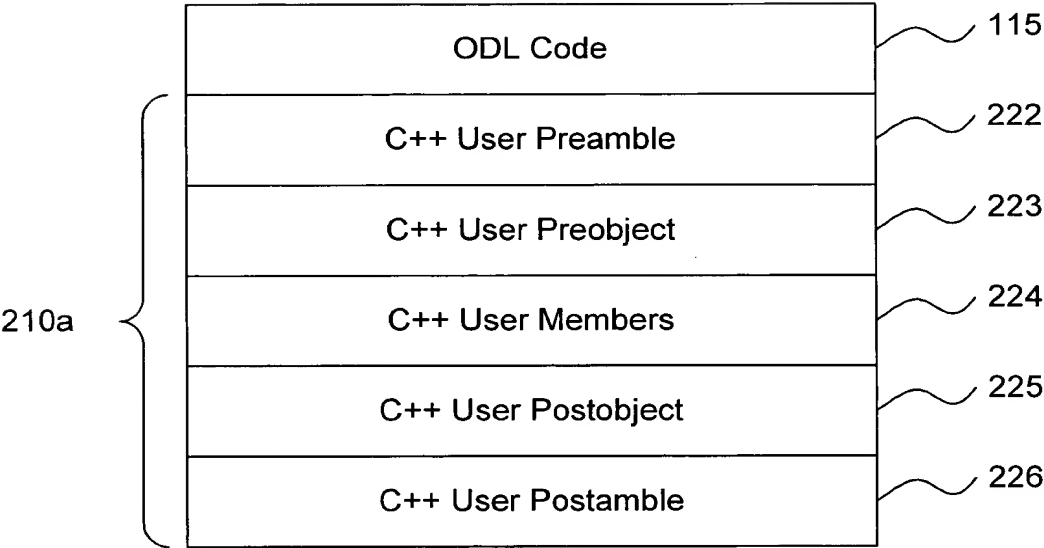 ODL Code
115
C++ User Preamble
222
C++ User Preobject
223
210a
C++ User Members
224
C++ User Postobject
225
C++ User Postamble
226